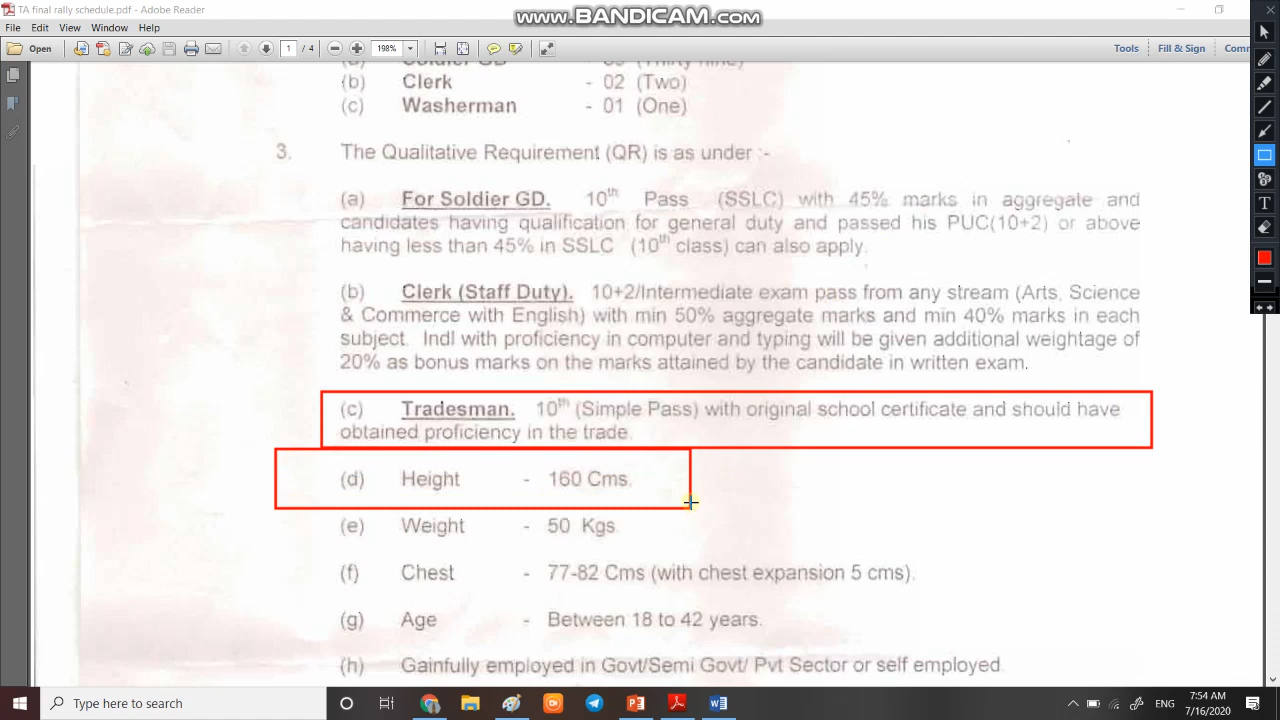 TA final rally schedule.pdf - Adobe Reader
www.BANDICAM.com
File Edit View Window Help
Open 1 / 4 198% Tools Fill & Sign Comm
(a) Soldier GD - 39 (Thirty nine)
(b) Clerk - 02 (Two)
(c) Washerman - 01 (One)
3. The Qualitative Requirement (QR) is as under :-
(a) For Soldier GD. 10th Pass (SSLC) with 45% marks in aggregate and
candidates having qualification for general duty and passed his PUC(10+2) or above
having less than 45% in SSLC (10th class) can also apply.
(b) Clerk (Staff Duty). 10+2/Intermediate exam pass from any stream (Arts, Science
& Commerce with English) with min 50% aggregate marks and min 40% marks in each
subject. Indl with proficiency in computer and typing will be given additional weightage of
20% as bonus marks on the marks attained by the candidate in written exam.
(c) Tradesman. 10th (Simple Pass) with original school certificate and should have
obtained proficiency in the trade.
(d) Height - 160 Cms.
(e) Weight - 50 Kgs.
(f) Chest - 77-82 Cms (with chest expansion 5 cms).
(g) Age - Between 18 to 42 years.
(h) Gainfully employed in Govt/Semi Govt/ Pvt Sector or self employed.
Type here to search
ENG
7:54 AM
7/16/2020